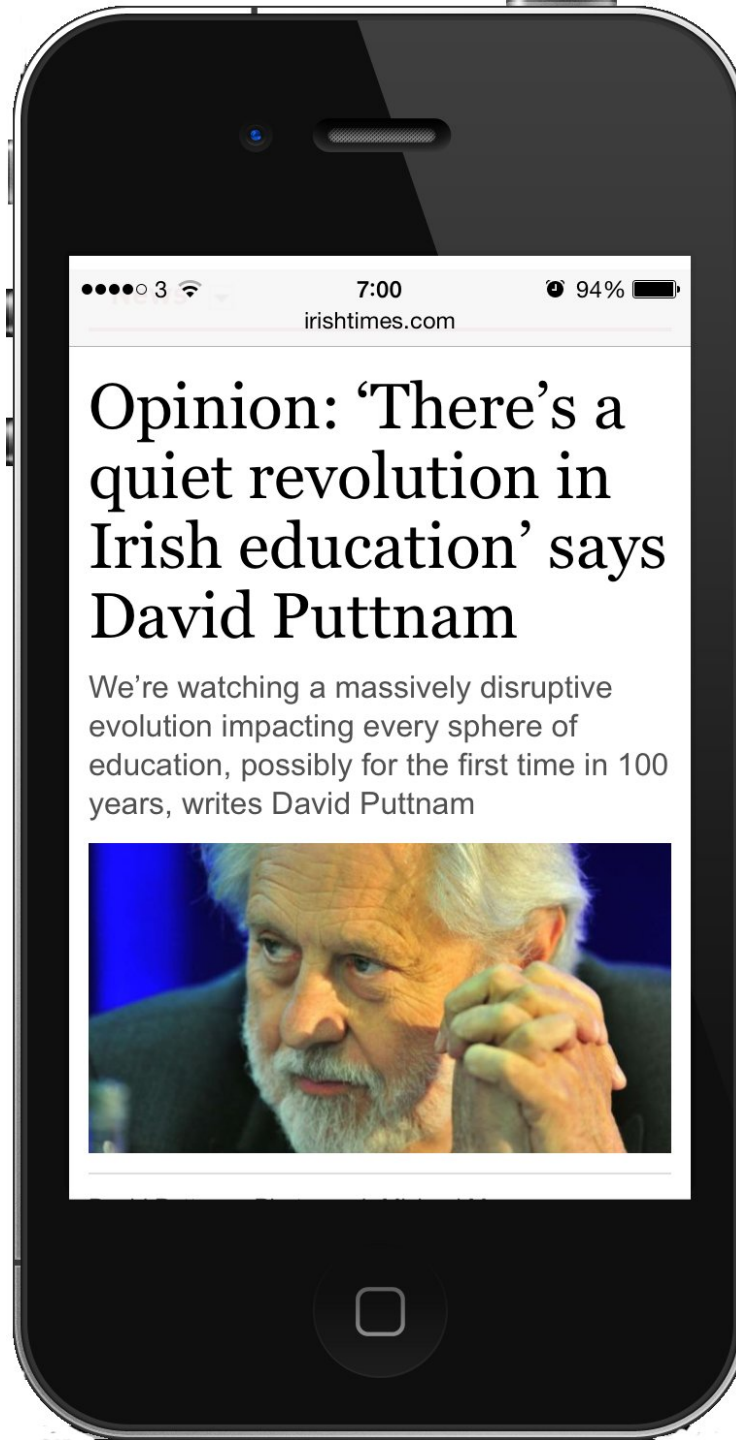 3 7:00 94%
irishtimes.com
Opinion: ‘There’s a
quiet revolution in
Irish education’ says
David Puttnam
We’re watching a massively disruptive
evolution impacting every sphere of
education, possibly for the first time in 100
years, writes David Puttnam